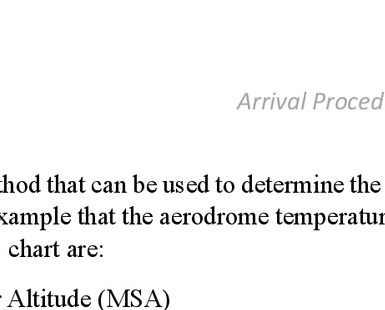 Arrival Proced
thod that can be used to determine the
xample that the aerodrome temperatur
chart are:
r Altitude (MSA)